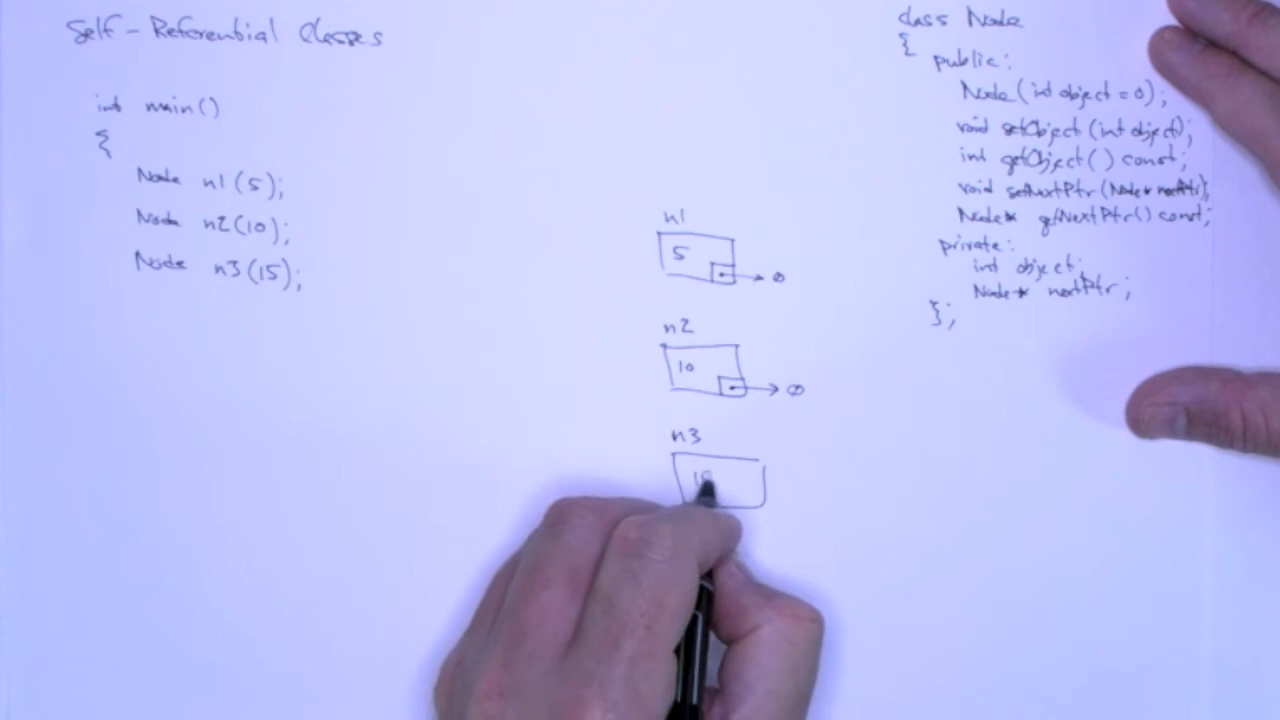 Self-Referential Classes
int main()
{
Node n1(5);
Node n2(10);
Node n3(15);
n1
5
n2
10
n3
15
class Node
{
public:
Node(int object = 0);
void setObject(int object);
int getObject() const;
void setNextPtr(Node* nextPtr);
Node* getNextPtr() const;
private:
int object;
Node* nextPtr;
};